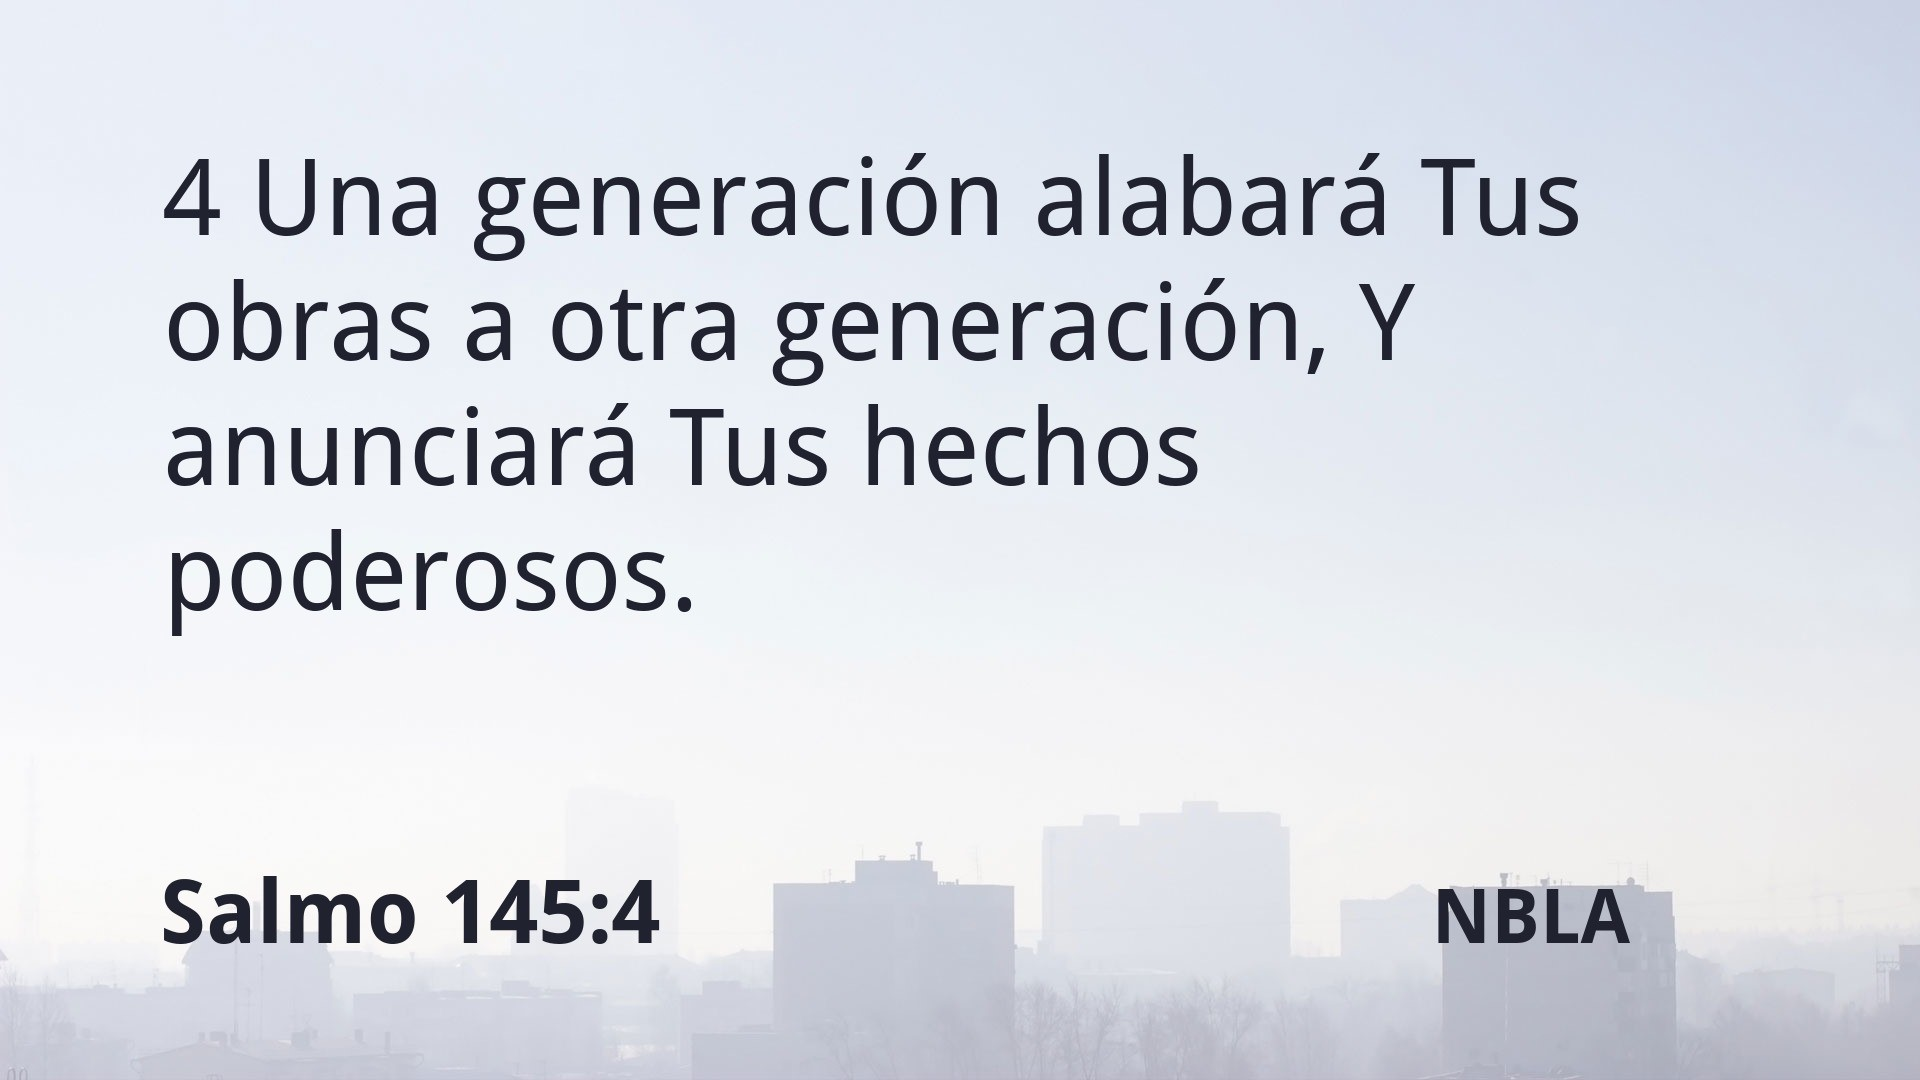 4 Una generación alabará Tus
obras a otra generación, Y
anunciará Tus hechos
poderosos.
Salmo 145:4
NBLA